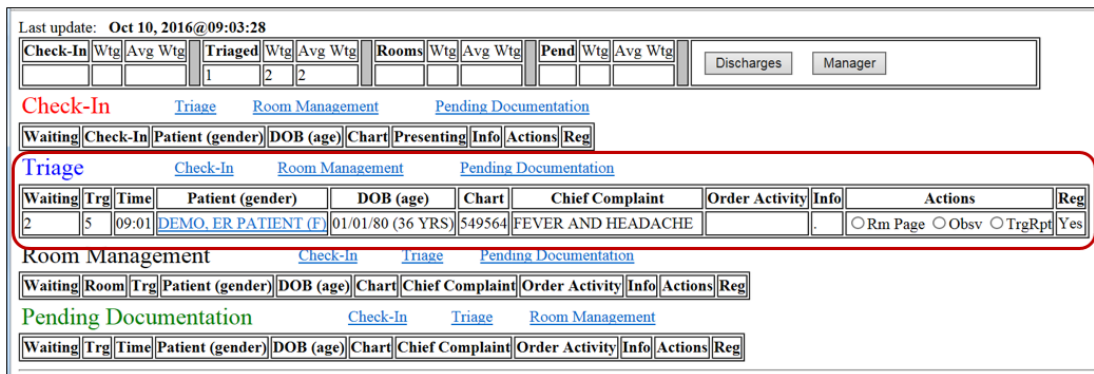 Last update: Oct 10, 2016@09:03:28
Check-In Wtg Avg Wtg Triaged Wtg Avg Wtg Rooms Wtg Avg Wtg Pend Wtg Avg Wtg Discharges Manager
1 2 2
Check-In Triage Room Management Pending Documentation
Waiting Check-In Patient (gender) DOB (age) Chart Presenting Info Actions Reg
Triage Check-In Room Management Pending Documentation
Waiting Trg Time Patient (gender) DOB (age) Chart Chief Complaint Order Activity Info Actions Reg
2 5 09:01 DEMO, ER PATIENT (F) 01/01/80 (36 YRS) 549564 FEVER AND HEADACHE . Rm Page Obsv TrgRpt Yes
Room Management Check-In Triage Pending Documentation
Waiting Room Trg Patient (gender) DOB (age) Chart Chief Complaint Order Activity Info Actions Reg
Pending Documentation Check-In Triage Room Management
Waiting Trg Time Patient (gender) DOB (age) Chart Chief Complaint Order Activity Info Actions Reg